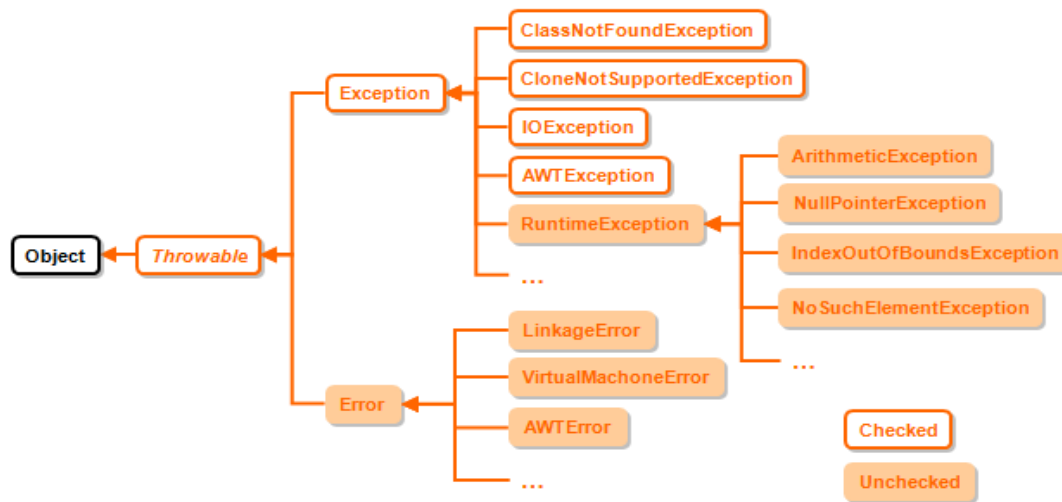 ClassNotFoundException
CloneNotSupportedException
Exception
IOException
AWTException
ArithmeticException
NullPointerException
RuntimeException
Object
Throwable
IndexOutOfBoundsException
...
NoSuchElementException
LinkageError
...
VirtualMachoneError
Error
AWTError
Checked
...
Unchecked